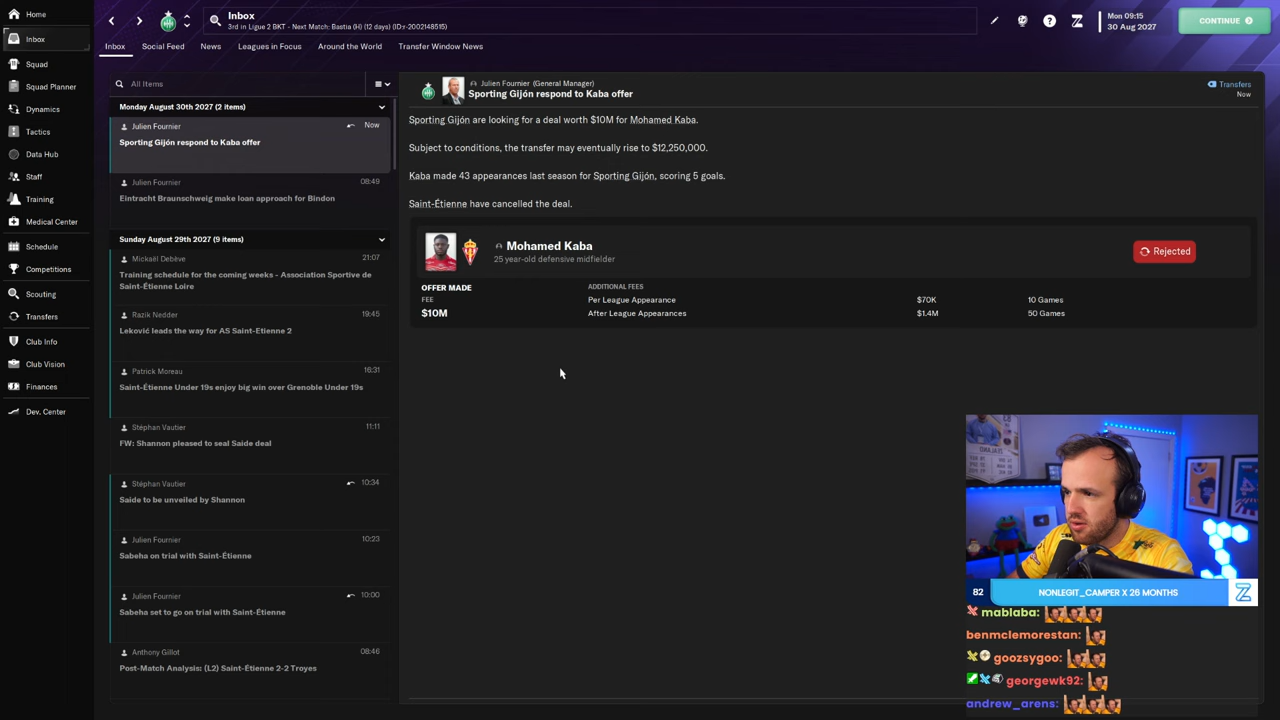 Home
Inbox
Squad
Squad Planner
Dynamics
Tactics
Data Hub
Staff
Training
Medical Center
Schedule
Competitions
Scouting
Transfers
Club Info
Club Vision
Finances
Dev. Center
Inbox
3rd in Ligue 2 BKT - Next Match: Bastia (H) (12 days) (ID:r-2002148515)
Mon 09:15
30 Aug 2027
CONTINUE
Inbox
Social Feed
News
Leagues in Focus
Around the World
Transfer Window News
All Items
Monday August 30th 2027 (2 items)
Julien Fournier
Now
Sporting Gijón respond to Kaba offer
Julien Fournier
08:49
Eintracht Braunschweig make loan approach for Bindon
Sunday August 29th 2027 (9 items)
Mickaël Debève
21:07
Training schedule for the coming weeks - Association Sportive de
Saint-Étienne Loire
Razik Nedder
19:45
Leković leads the way for AS Saint-Etienne 2
Patrick Moreau
16:31
Saint-Étienne Under 19s enjoy big win over Grenoble Under 19s
Stéphan Vautier
11:11
FW: Shannon pleased to seal Saide deal
Stéphan Vautier
10:34
Saide to be unveiled by Shannon
Julien Fournier
10:23
Sabeha on trial with Saint-Étienne
Julien Fournier
10:00
Sabeha set to go on trial with Saint-Étienne
Anthony Gillot
08:46
Post-Match Analysis: (L2) Saint-Étienne 2-2 Troyes
Julien Fournier (General Manager)
Sporting Gijón respond to Kaba offer
Transfers
Now
Sporting Gijón are looking for a deal worth $10M for Mohamed Kaba.
Subject to conditions, the transfer may eventually rise to $12,250,000.
Kaba made 43 appearances last season for Sporting Gijón, scoring 5 goals.
Saint-Étienne have cancelled the deal.
Mohamed Kaba
25 year-old defensive midfielder
Rejected
OFFER MADE
ADDITIONAL FEES
FEE
Per League Appearance
$70K
10 Games
$10M
After League Appearances
$1.4M
50 Games
82
NONLEGIT_CAMPER X 26 MONTHS
mablaba:
benmclemorestan:
goozsygoo:
georgewk92:
andrew_arens: